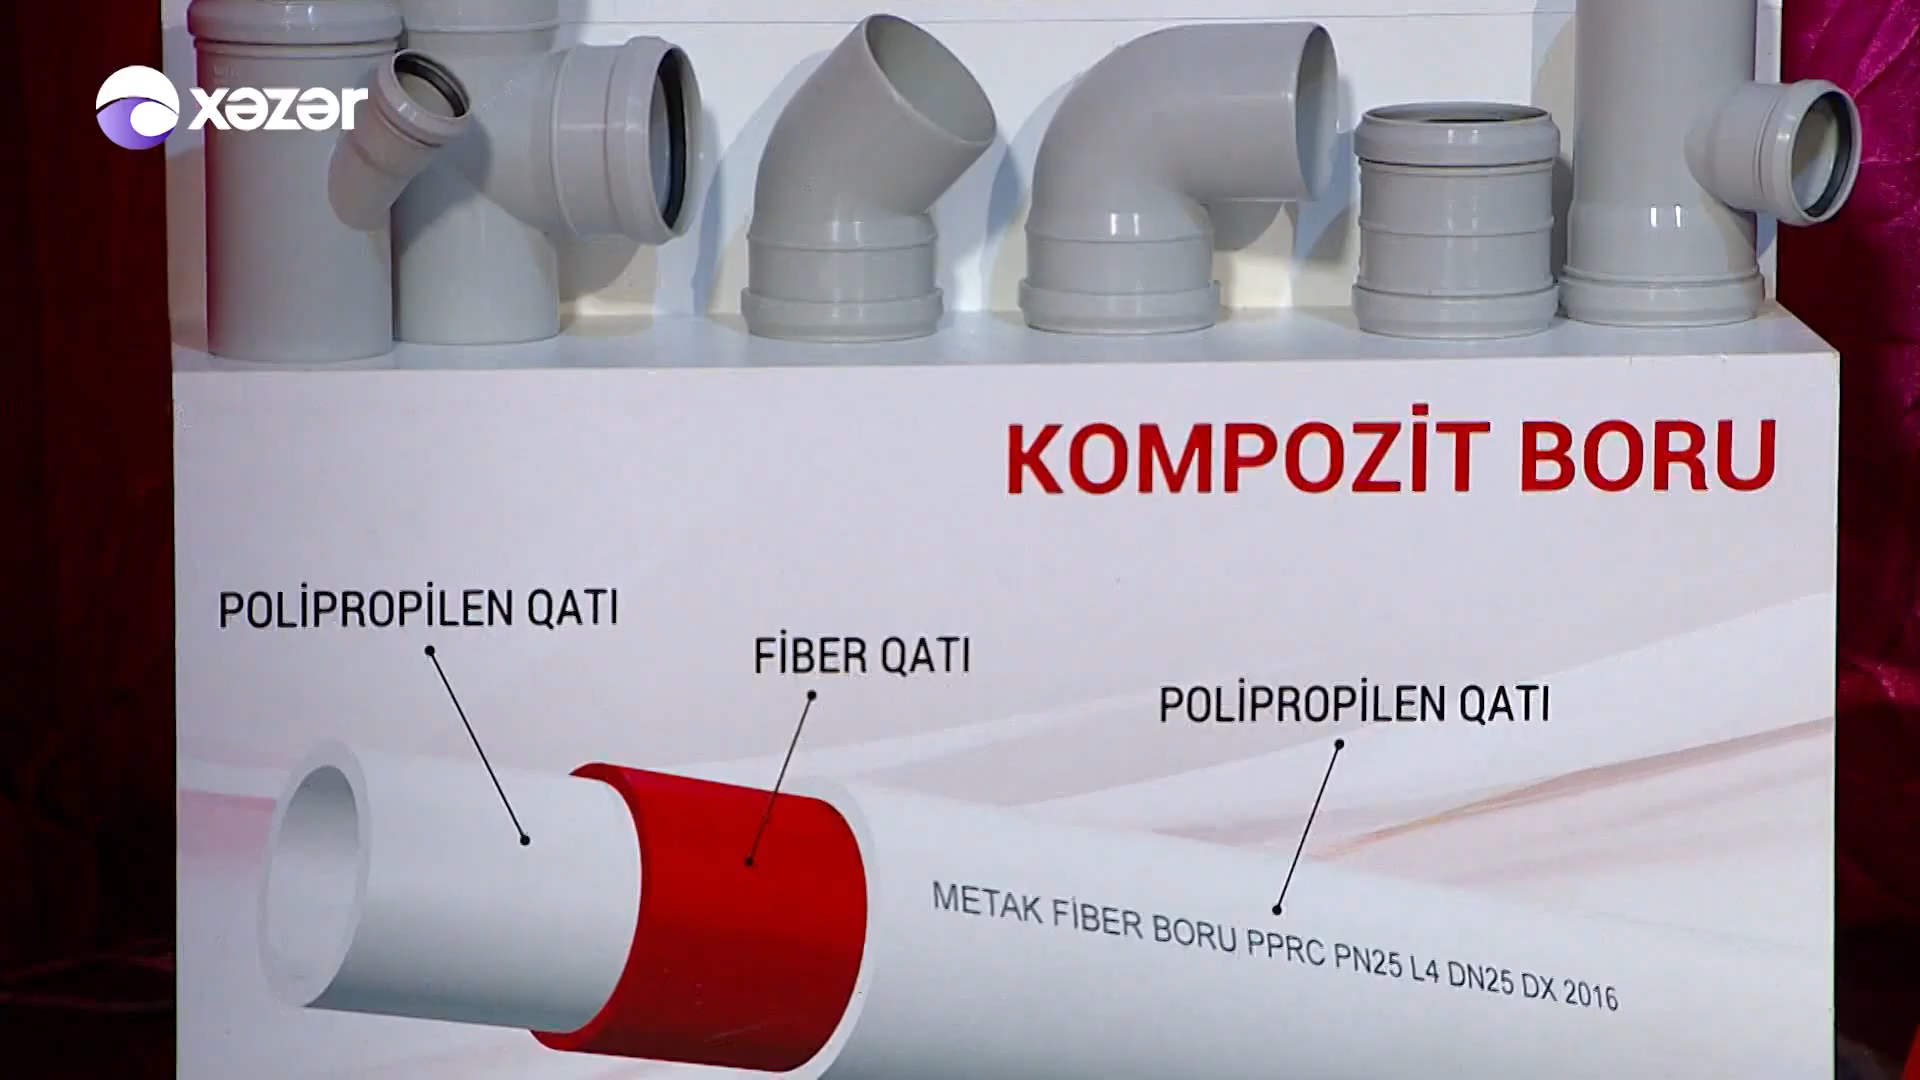 xəzər
KOMPOZİT BORU
POLİPROPİLEN QATI
FİBER QATI
POLİPROPİLEN QATI
METAK FİBER BORU PPRC PN25 L4 DN25 DX 2016